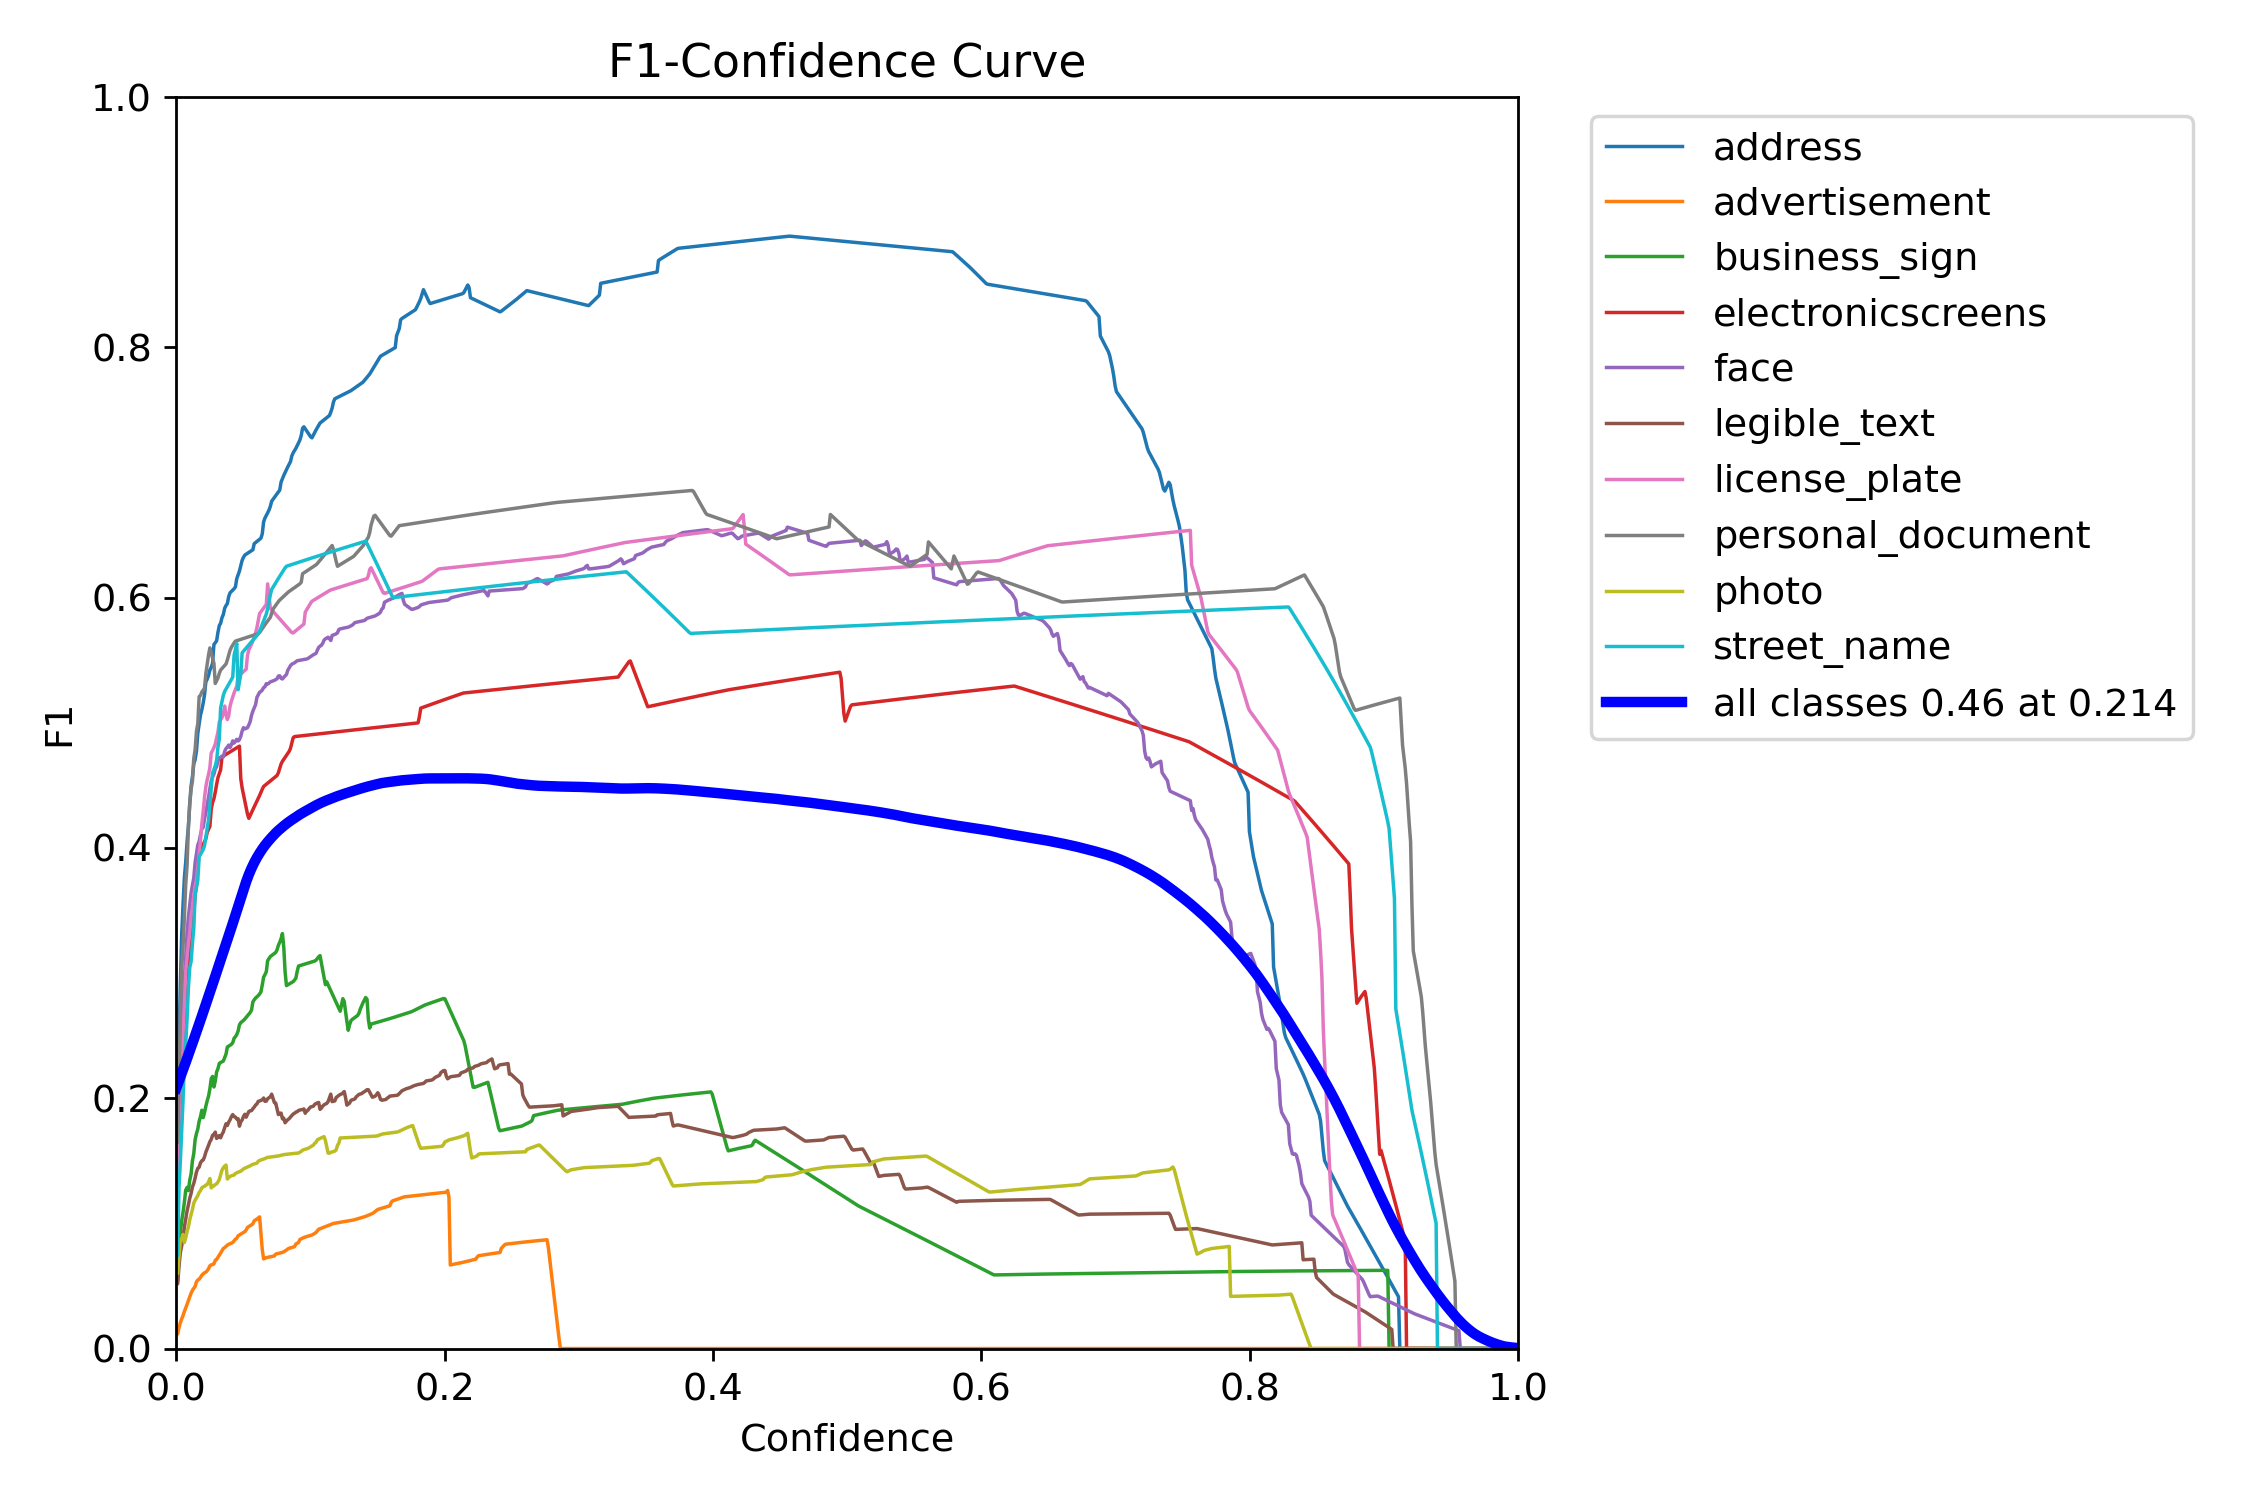 F1-Confidence Curve
1.0
0.8
0.6
0.4
0.2
0.0
F1
0.0 0.2 0.4 0.6 0.8 1.0
Confidence
address
advertisement
business_sign
electronicscreens
face
legible_text
license_plate
personal_document
photo
street_name
all classes 0.46 at 0.214